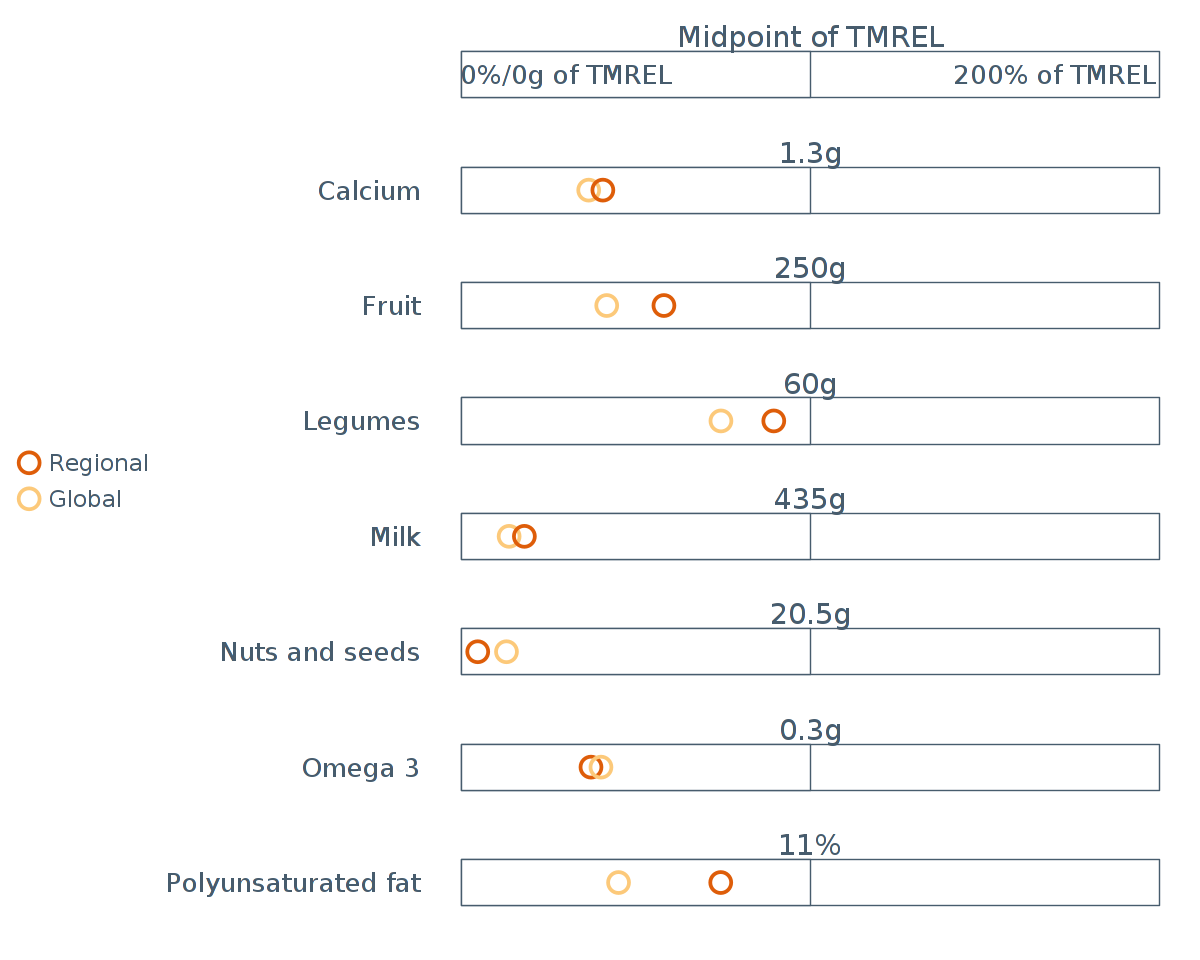 Midpoint of TMREL
0%/0g of TMREL
200% of TMREL
1.3g
Calcium
250g
Fruit
60g
Legumes
Regional
Global
435g
Milk
20.5g
Nuts and seeds
0.3g
Omega 3
11%
Polyunsaturated fat